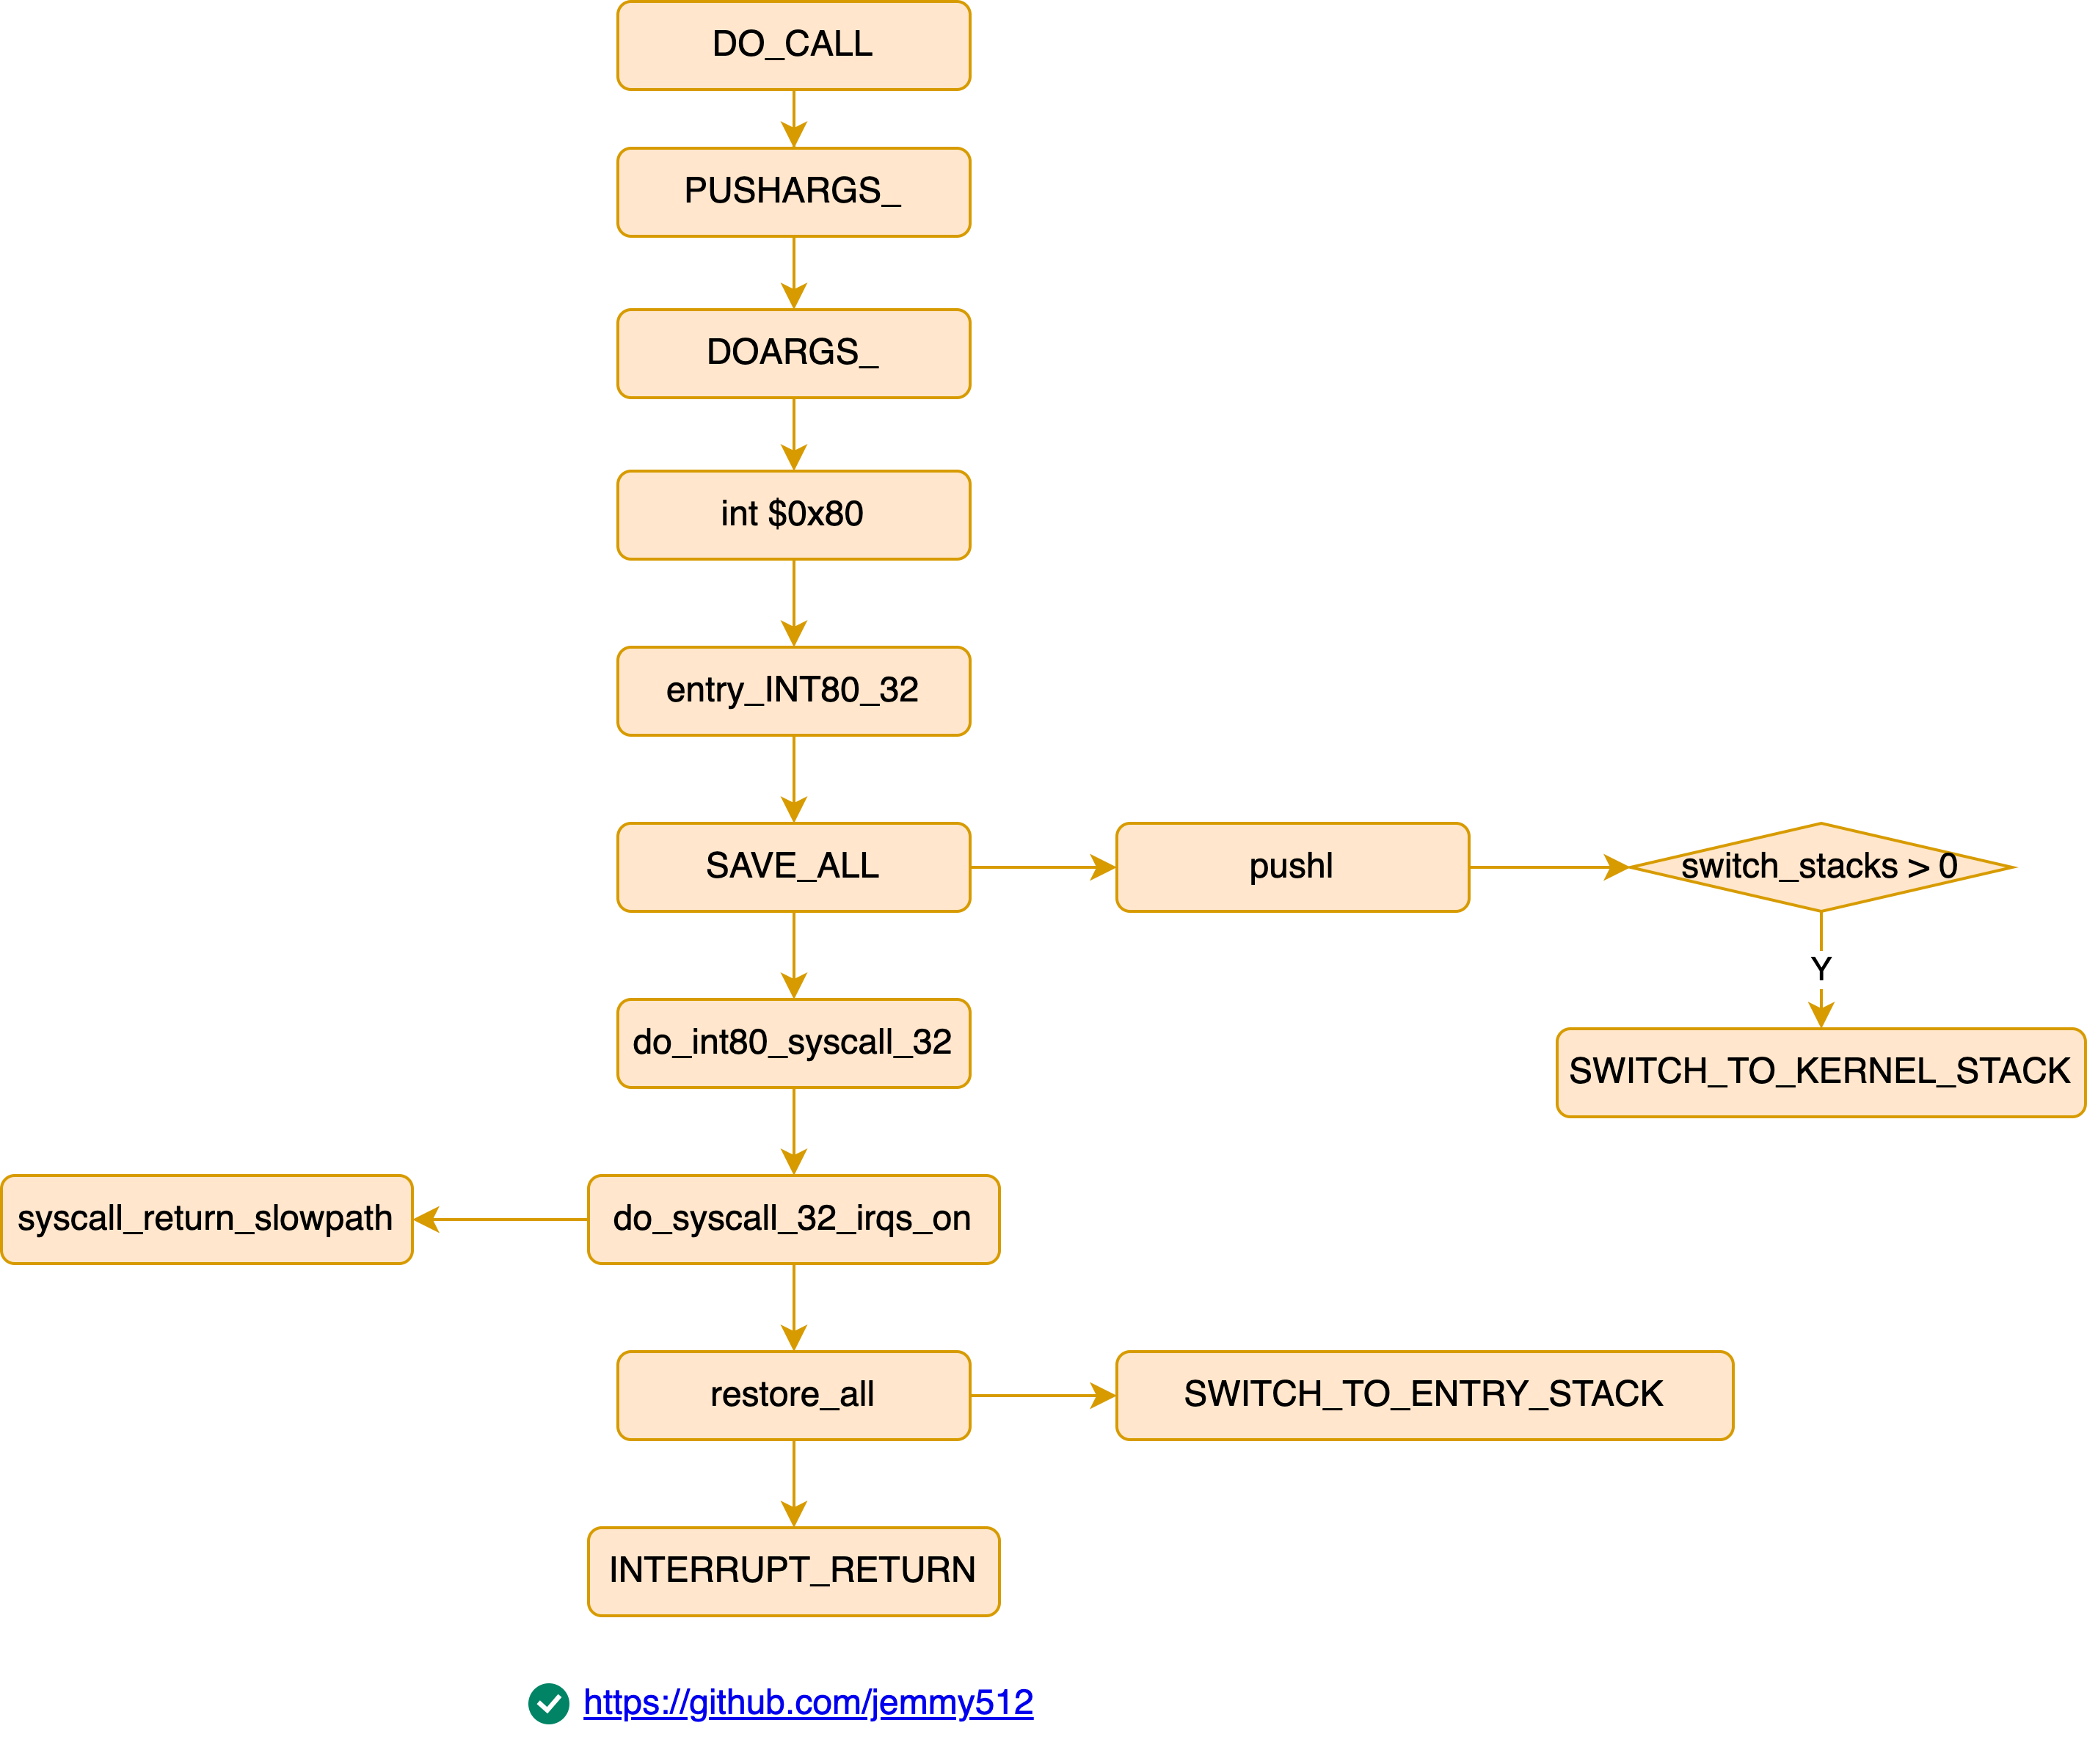 DO_CALL
PUSHARGS_
DOARGS_
int $0x80
entry_INT80_32
SAVE_ALL
pushl
switch_stacks > 0
Y
do_int80_syscall_32
SWITCH_TO_KERNEL_STACK
syscall_return_slowpath
do_syscall_32_irqs_on
restore_all
SWITCH_TO_ENTRY_STACK
INTERRUPT_RETURN
https://github.com/jemmy512